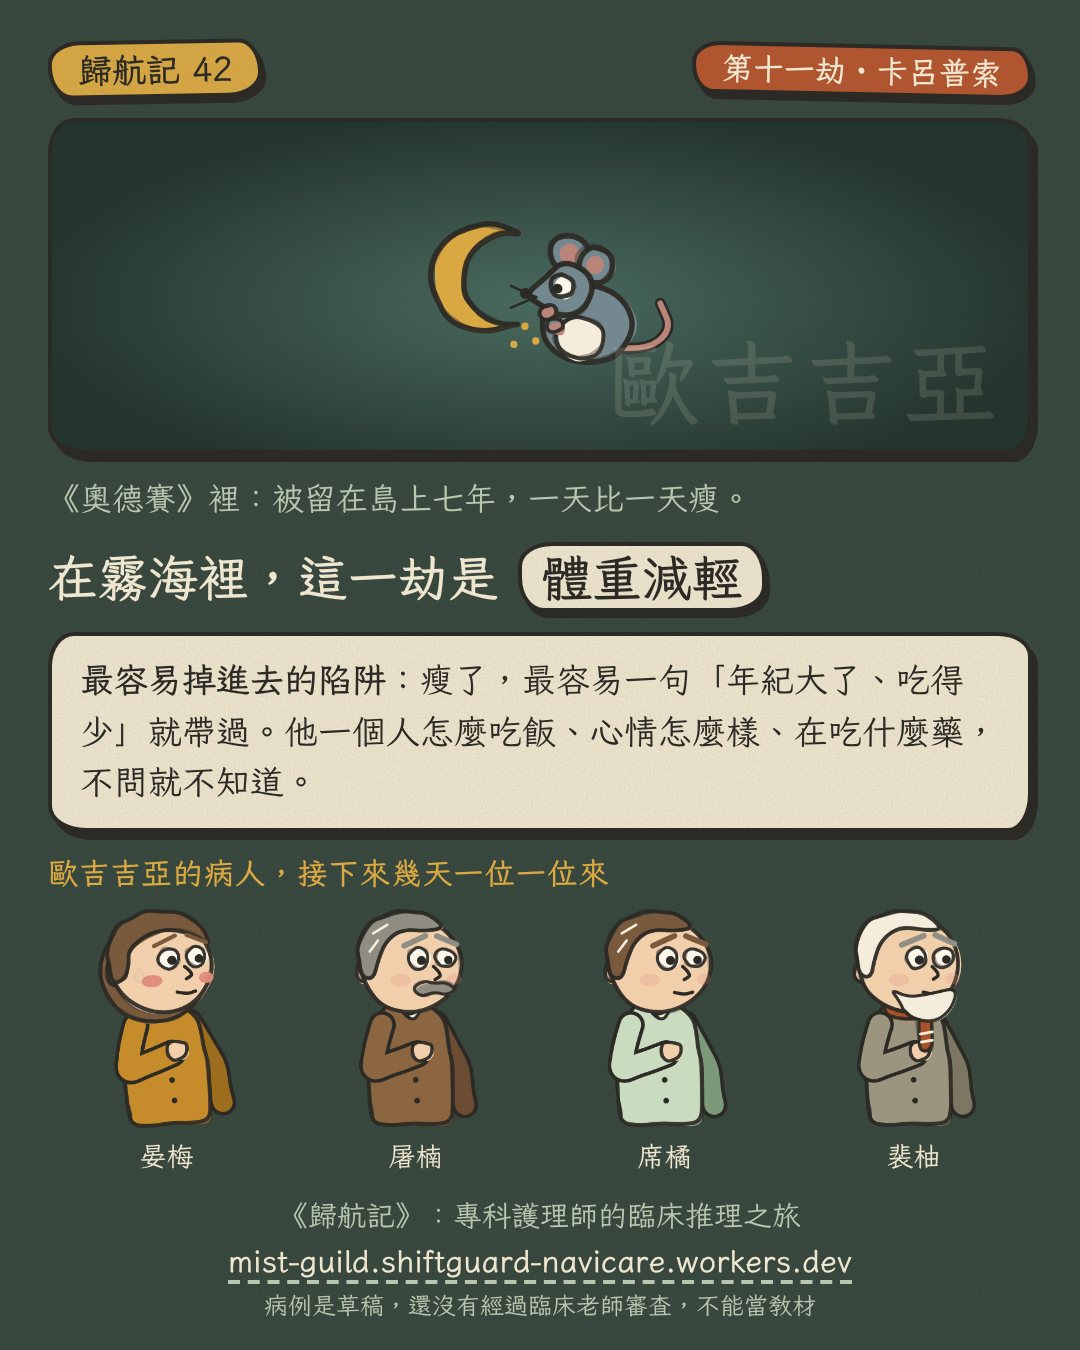 歸航記 42
第十一劫・卡呂普索
歐吉吉亞
《奧德賽》裡：被留在島上七年，一天比一天瘦。
在霧海裡，這一劫是 體重減輕
最容易掉進去的陷阱：瘦了，最容易一句「年紀大了、吃得
少」就帶過。他一個人怎麼吃飯、心情怎麼樣、在吃什麼藥，
不問就不知道。
歐吉吉亞的病人，接下來幾天一位一位來
晏梅
屠楠
席橘
裴柚
《歸航記》：專科護理師的臨床推理之旅
mist-guild.shiftguard-navicare.workers.dev
病例是草稿，還沒有經過臨床老師審查，不能當教材